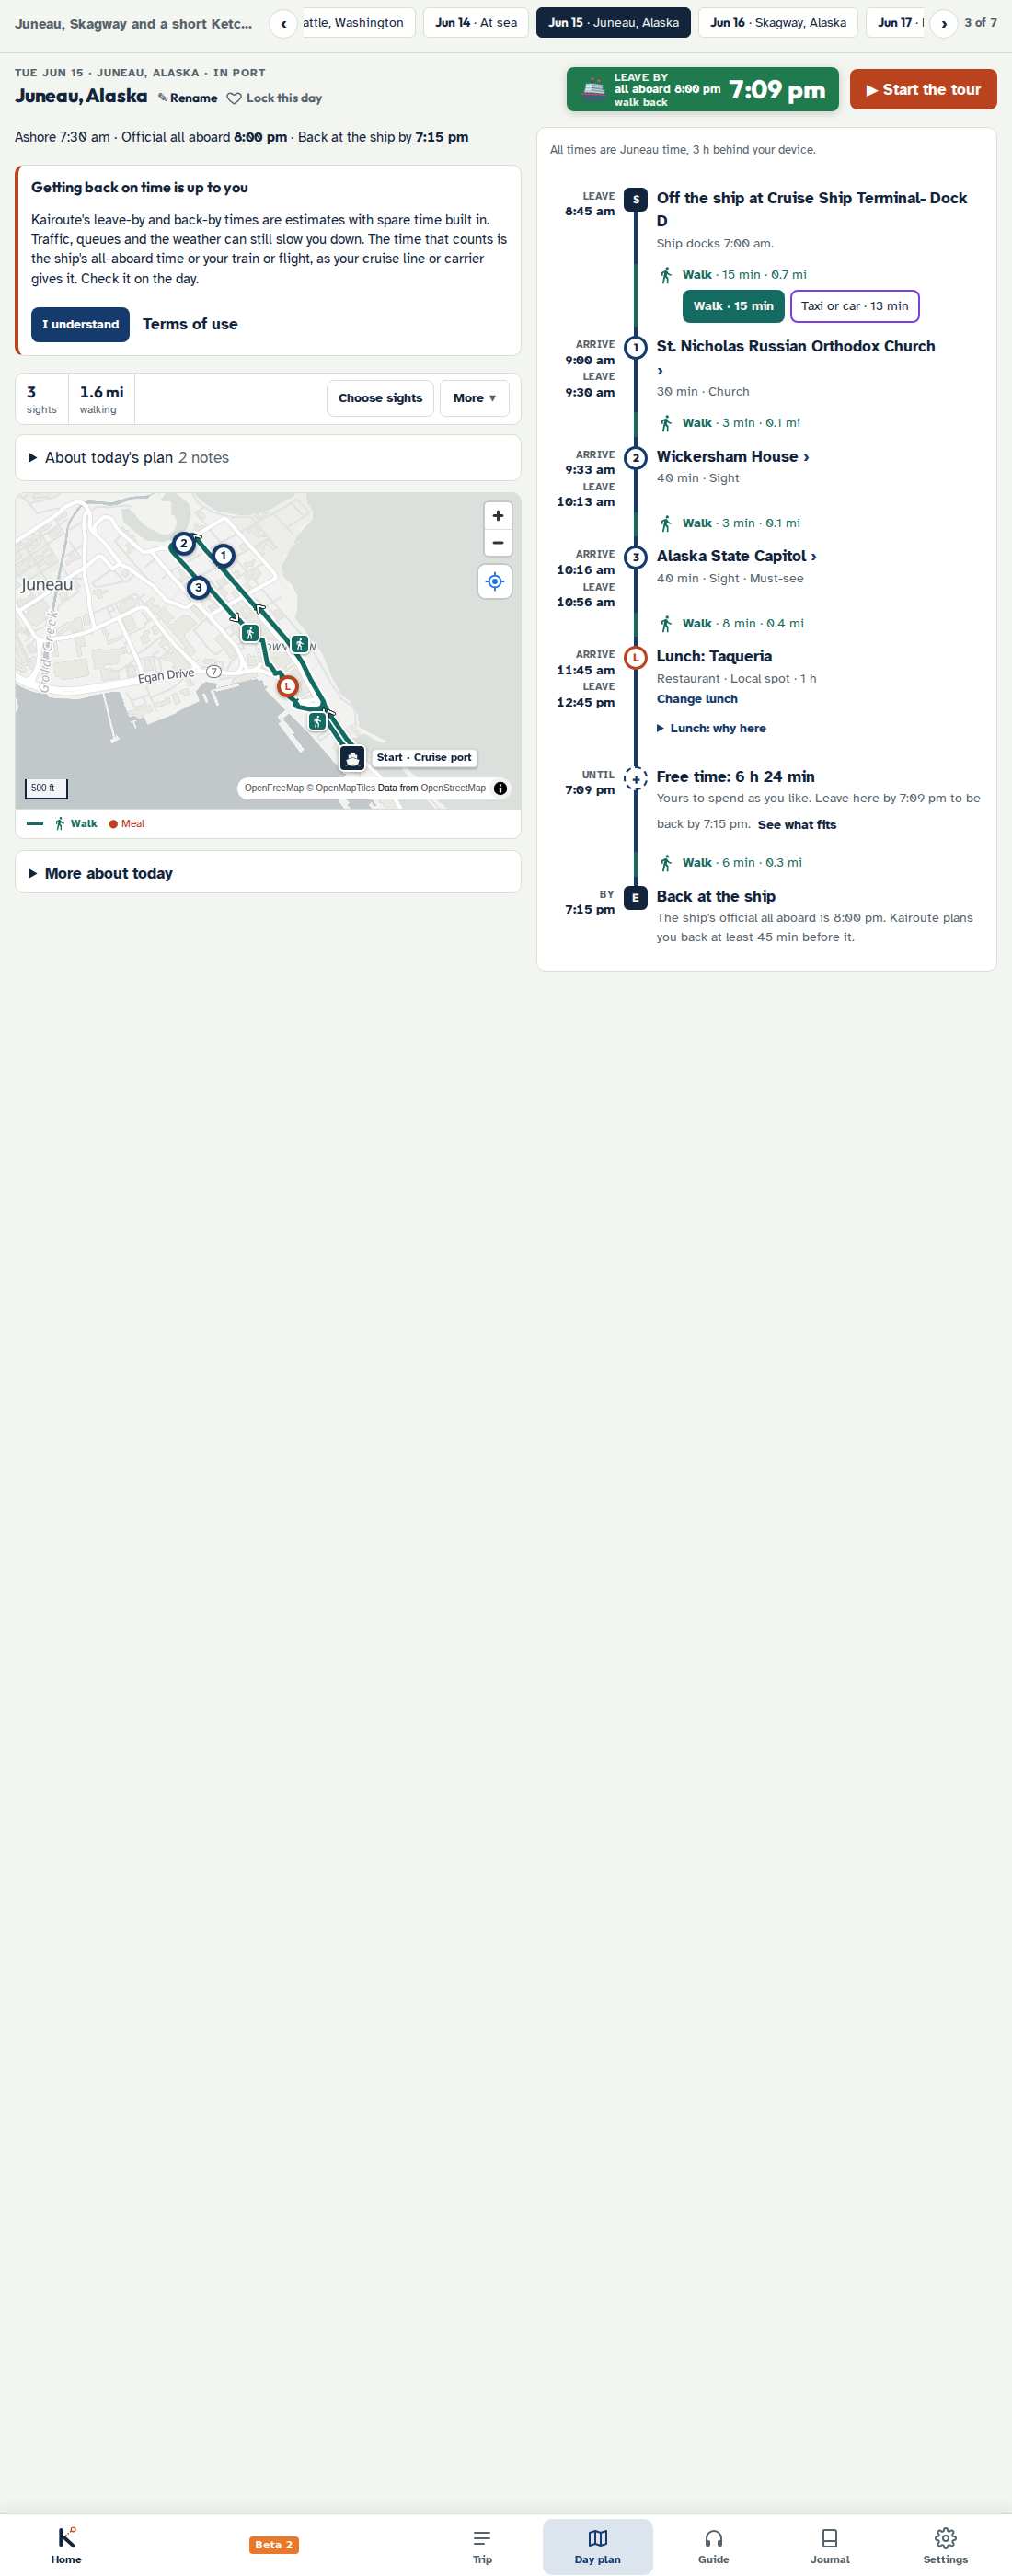 Juneau, Skagway and a short Ketc...
‹
attle, Washington
Jun 14 · At sea
Jun 15 · Juneau, Alaska
Jun 16 · Skagway, Alaska
Jun 17 ·
›
3 of 7
TUE JUN 15 · JUNEAU, ALASKA · IN PORT
Juneau, Alaska
✎ Rename
Lock this day
LEAVE BY
all aboard 8:00 pm
walk back
7:09 pm
▶ Start the tour
Ashore 7:30 am · Official all aboard 8:00 pm · Back at the ship by 7:15 pm
Getting back on time is up to you
Kairoute's leave-by and back-by times are estimates with spare time built in.
Traffic, queues and the weather can still slow you down. The time that counts is
the ship's all-aboard time or your train or flight, as your cruise line or carrier
gives it. Check it on the day.
I understand
Terms of use
3
sights
1.6 mi
walking
Choose sights
More ▼
▶ About today's plan 2 notes
Juneau
Gold Creek
Egan Drive
7
DOWN N
2
1
3
L
Start · Cruise port
+
−
500 ft
OpenFreeMap © OpenMapTiles Data from OpenStreetMap
Walk
Meal
▶ More about today
All times are Juneau time, 3 h behind your device.
LEAVE
8:45 am
S
Off the ship at Cruise Ship Terminal- Dock
D
Ship docks 7:00 am.
Walk · 15 min · 0.7 mi
Walk · 15 min
Taxi or car · 13 min
ARRIVE
9:00 am
LEAVE
9:30 am
1
St. Nicholas Russian Orthodox Church
›
30 min · Church
Walk · 3 min · 0.1 mi
ARRIVE
9:33 am
LEAVE
10:13 am
2
Wickersham House ›
40 min · Sight
Walk · 3 min · 0.1 mi
ARRIVE
10:16 am
LEAVE
10:56 am
3
Alaska State Capitol ›
40 min · Sight · Must-see
Walk · 8 min · 0.4 mi
ARRIVE
11:45 am
LEAVE
12:45 pm
L
Lunch: Taqueria
Restaurant · Local spot · 1 h
Change lunch
▶ Lunch: why here
UNTIL
7:09 pm
+
Free time: 6 h 24 min
Yours to spend as you like. Leave here by 7:09 pm to be
back by 7:15 pm. See what fits
Walk · 6 min · 0.3 mi
BY
7:15 pm
E
Back at the ship
The ship's official all aboard is 8:00 pm. Kairoute plans
you back at least 45 min before it.
Home
Beta 2
Trip
Day plan
Guide
Journal
Settings